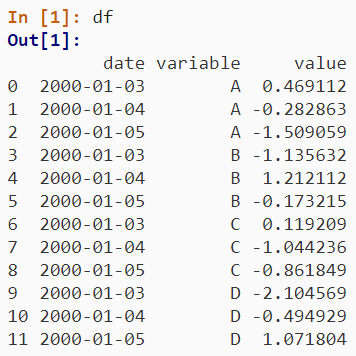 In [1]: df
Out[1]:
         date variable     value
0  2000-01-03        A  0.469112
1  2000-01-04        A -0.282863
2  2000-01-05        A -1.509059
3  2000-01-03        B -1.135632
4  2000-01-04        B  1.212112
5  2000-01-05        B -0.173215
6  2000-01-03        C  0.119209
7  2000-01-04        C -1.044236
8  2000-01-05        C -0.861849
9  2000-01-03        D -2.104569
10 2000-01-04        D -0.494929
11 2000-01-05        D  1.071804